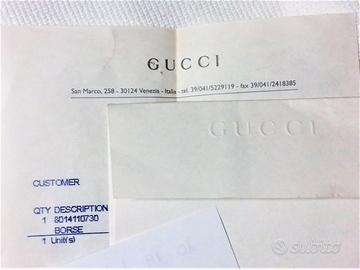 GUCCI
San Marco, 258 - 30124 Venezia - Italia - tel. 39/041/5229119 - fax 39/041/2418385
GUCCI
CUSTOMER
QTY DESCRIPTION
1 8014110730
BORSE
1 Unit(s)
subito